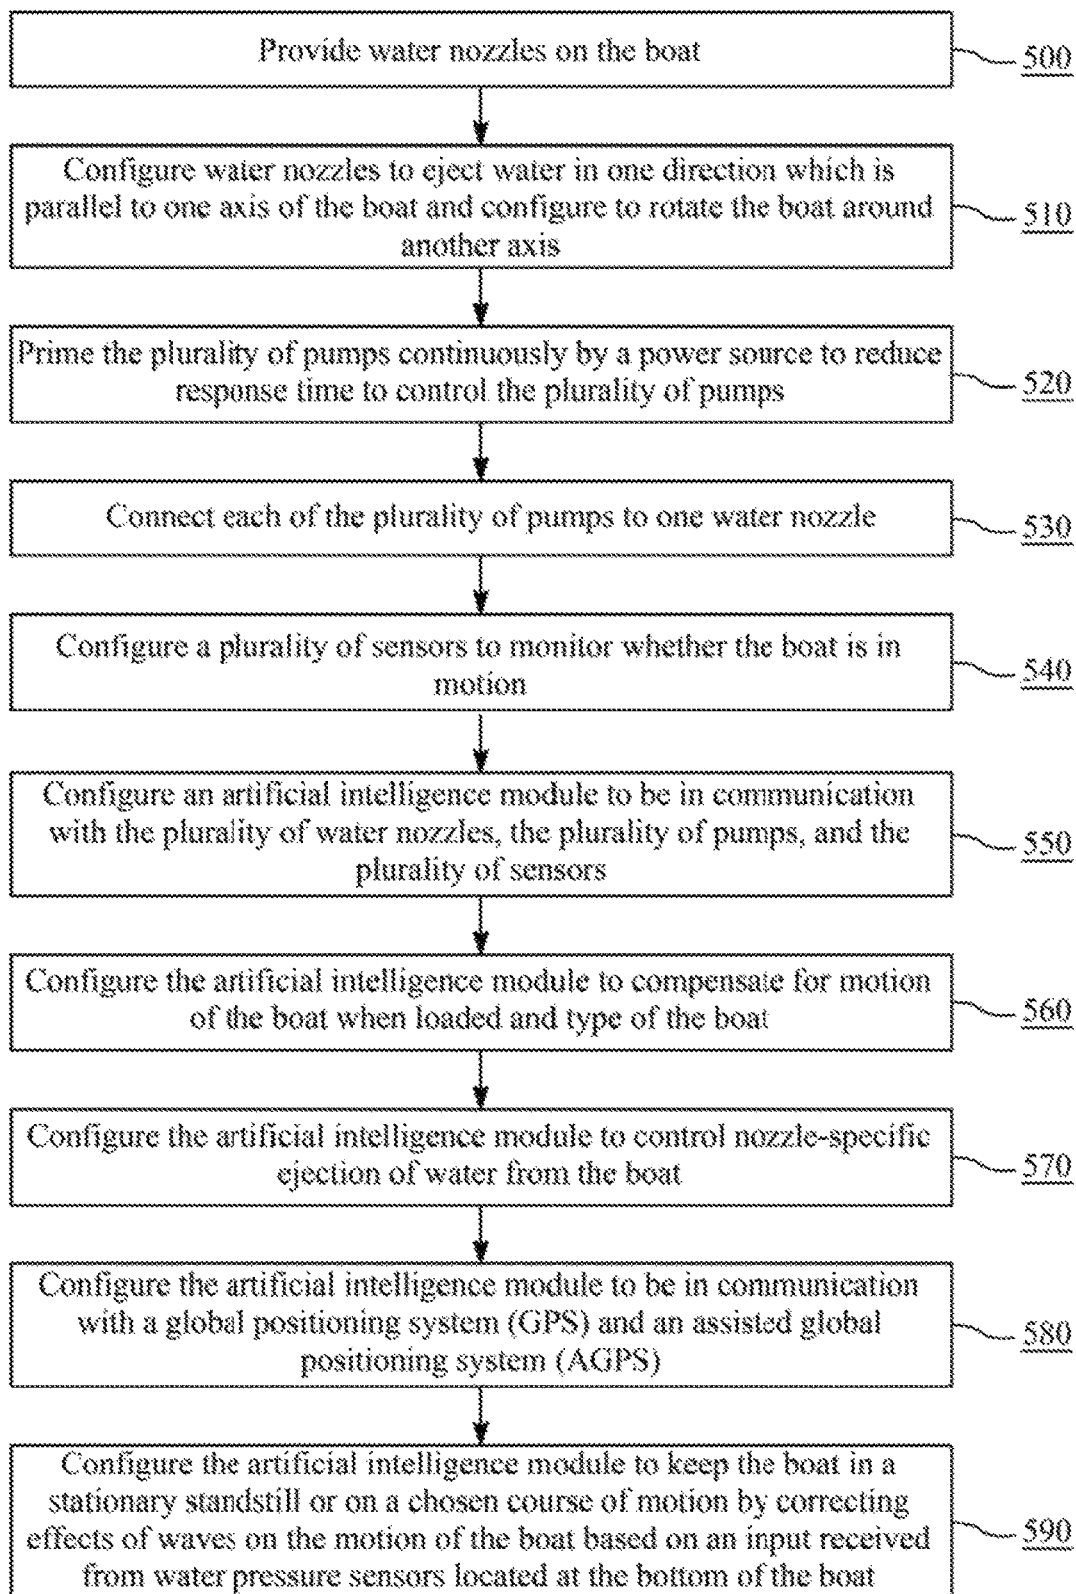 Provide water nozzles on the boat
500
Configure water nozzles to eject water in one direction which is
parallel to one axis of the boat and configure to rotate the boat around
another axis
510
Prime the plurality of pumps continuously by a power source to reduce
response time to control the plurality of pumps
520
Connect each of the plurality of pumps to one water nozzle
530
Configure a plurality of sensors to monitor whether the boat is in
motion
540
Configure an artificial intelligence module to be in communication
with the plurality of water nozzles, the plurality of pumps, and the
plurality of sensors
550
Configure the artificial intelligence module to compensate for motion
of the boat when loaded and type of the boat
560
Configure the artificial intelligence module to control nozzle-specific
ejection of water from the boat
570
Configure the artificial intelligence module to be in communication
with a global positioning system (GPS) and an assisted global
positioning system (AGPS)
580
Configure the artificial intelligence module to keep the boat in a
stationary standstill or on a chosen course of motion by correcting
effects of waves on the motion of the boat based on an input received
from water pressure sensors located at the bottom of the boat
590